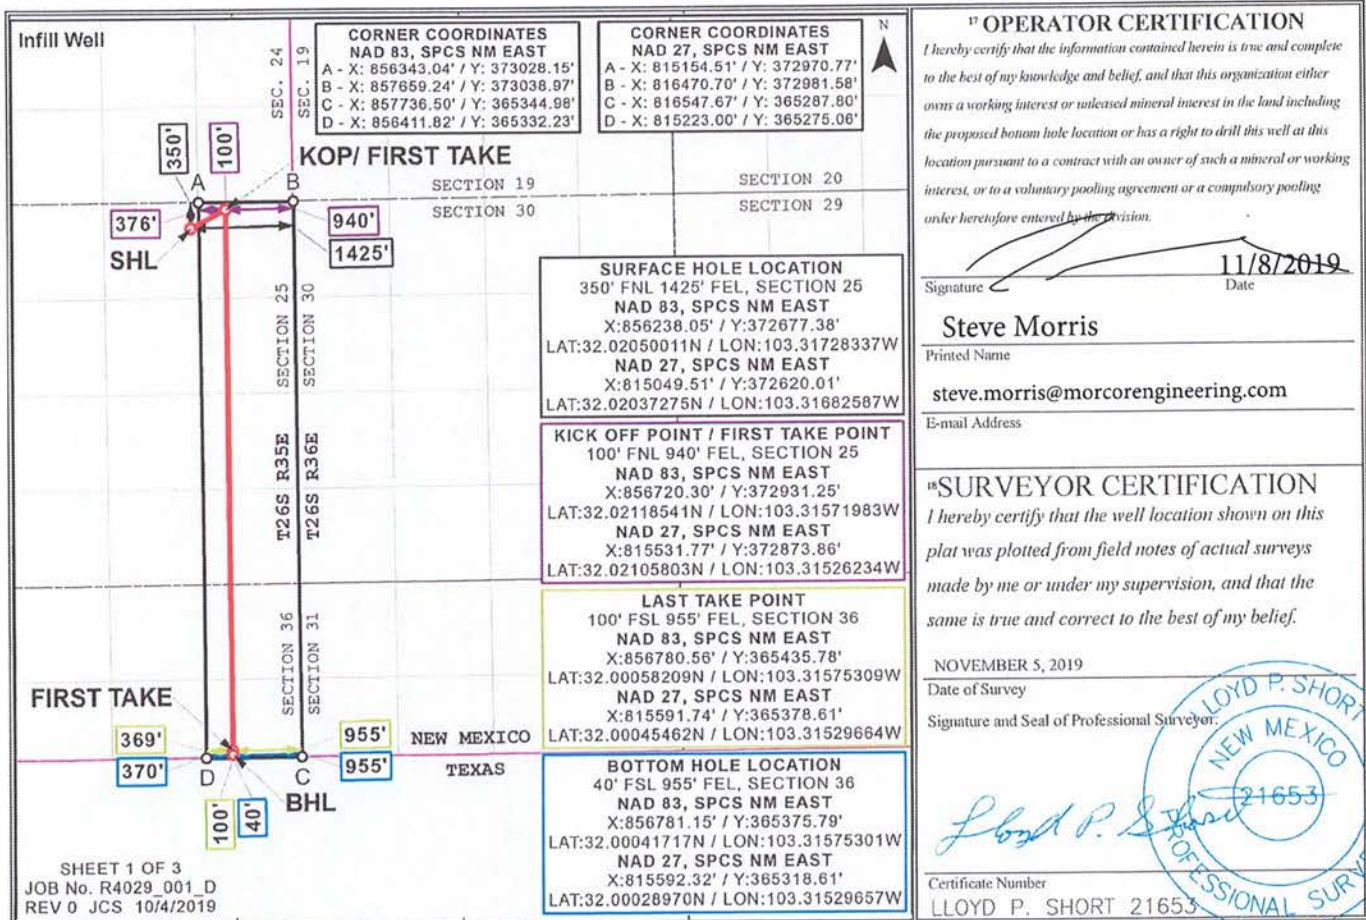 Infill Well
SEC. 24
SEC. 19
CORNER COORDINATES
NAD 83, SPCS NM EAST
A - X: 856343.04' / Y: 373028.15'
B - X: 857659.24' / Y: 373038.97'
C - X: 857736.50' / Y: 365344.98'
D - X: 856411.82' / Y: 365332.23'
CORNER COORDINATES
NAD 27, SPCS NM EAST
A - X: 815154.51' / Y: 372970.77'
B - X: 816470.70' / Y: 372981.58'
C - X: 816547.67' / Y: 365287.80'
D - X: 815223.00' / Y: 365275.06'
N
350'
100'
KOP/ FIRST TAKE
A
B
SECTION 19
SECTION 20
SECTION 30
SECTION 29
376'
940'
SHL
1425'
SECTION 25
SECTION 30
T26S R35E
T26S R36E
SECTION 36
SECTION 31
SURFACE HOLE LOCATION
350' FNL 1425' FEL, SECTION 25
NAD 83, SPCS NM EAST
X:856238.05' / Y:372677.38'
LAT:32.02050011N / LON:103.31728337W
NAD 27, SPCS NM EAST
X:815049.51' / Y:372620.01'
LAT:32.02037275N / LON:103.31682587W
KICK OFF POINT / FIRST TAKE POINT
100' FNL 940' FEL, SECTION 25
NAD 83, SPCS NM EAST
X:856720.30' / Y:372931.25'
LAT:32.02118541N / LON:103.31571983W
NAD 27, SPCS NM EAST
X:815531.77' / Y:372873.86'
LAT:32.02105803N / LON:103.31526234W
LAST TAKE POINT
100' FSL 955' FEL, SECTION 36
NAD 83, SPCS NM EAST
X:856780.56' / Y:365435.78'
LAT:32.00058209N / LON:103.31575309W
NAD 27, SPCS NM EAST
X:815591.74' / Y:365378.61'
LAT:32.00045462N / LON:103.31529664W
BOTTOM HOLE LOCATION
40' FSL 955' FEL, SECTION 36
NAD 83, SPCS NM EAST
X:856781.15' / Y:365375.79'
LAT:32.00041717N / LON:103.31575301W
NAD 27, SPCS NM EAST
X:815592.32' / Y:365318.61'
LAT:32.00028970N / LON:103.31529657W
FIRST TAKE
369'
955'
NEW MEXICO
370'
D
C
955'
TEXAS
BHL
100'
40'
SHEET 1 OF 3
JOB No. R4029_001_D
REV 0 JCS 10/4/2019
17 OPERATOR CERTIFICATION
I hereby certify that the information contained herein is true and complete
to the best of my knowledge and belief, and that this organization either
owns a working interest or unleased mineral interest in the land including
the proposed bottom hole location or has a right to drill this well at this
location pursuant to a contract with an owner of such a mineral or working
interest, or to a voluntary pooling agreement or a compulsory pooling
order heretofore entered by the division.
11/8/2019
Signature Date
Steve Morris
Printed Name
steve.morris@morcorengineering.com
E-mail Address
18 SURVEYOR CERTIFICATION
I hereby certify that the well location shown on this
plat was plotted from field notes of actual surveys
made by me or under my supervision, and that the
same is true and correct to the best of my belief.
NOVEMBER 5, 2019
Date of Survey
Signature and Seal of Professional Surveyor:
LLOYD P. SHORT
NEW MEXICO
21653
PROFESSIONAL SURV
Lloyd P. Short
Certificate Number
LLOYD P. SHORT 21653